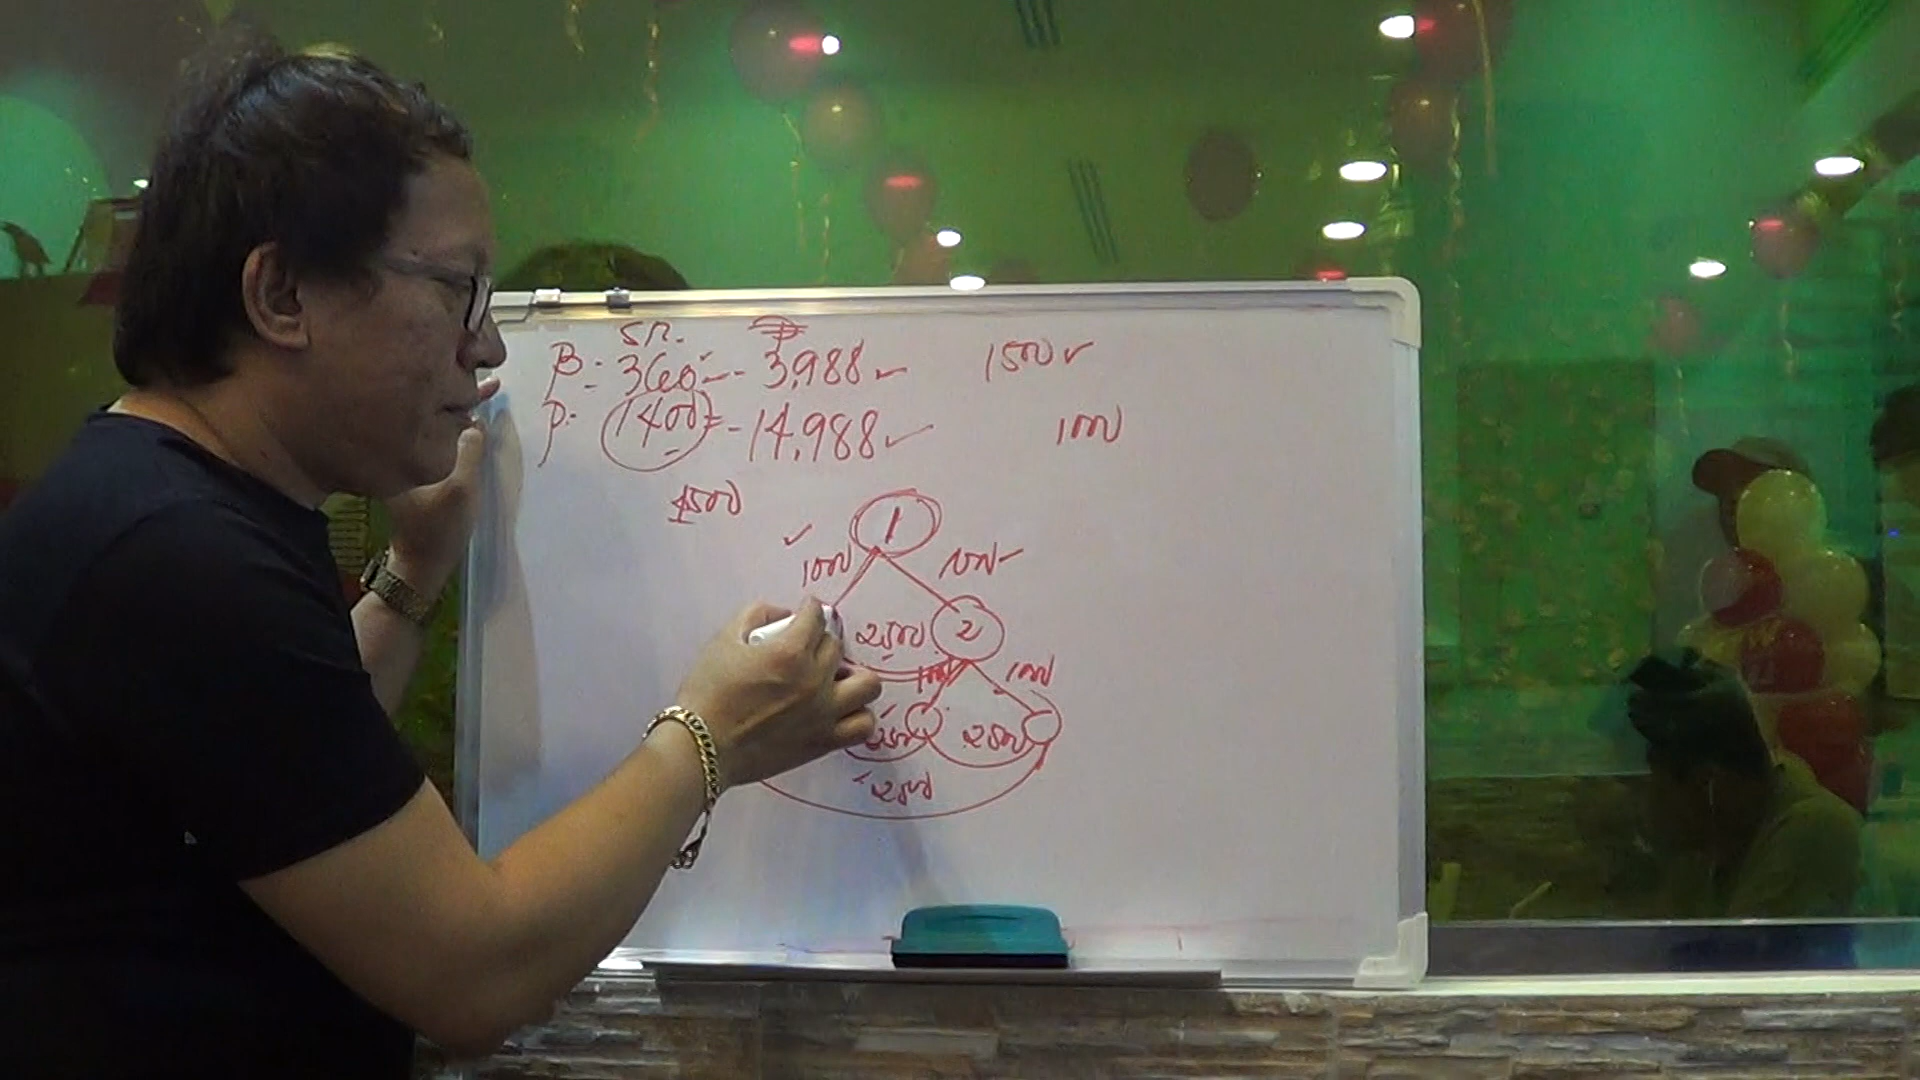 SR. ₱
B: 360 - 3,988 1500
P: 1400 - 14,988 1000
1500
1
1000 1000
2500 2
1000 1000
2500 2500
2500